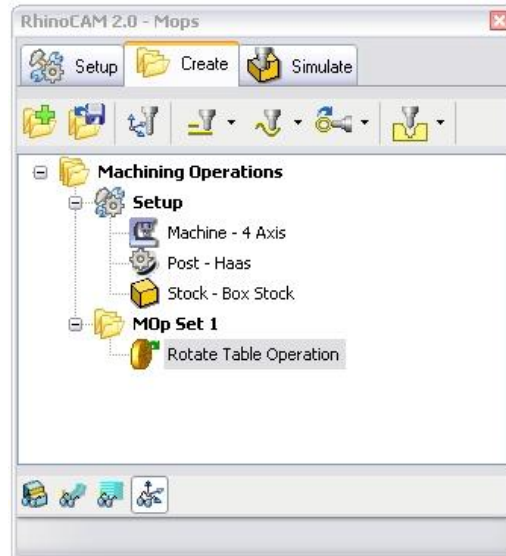 RhinoCAM 2.0 - Mops
Setup Create Simulate
Machining Operations
Setup
Machine - 4 Axis
Post - Haas
Stock - Box Stock
MOp Set 1
Rotate Table Operation